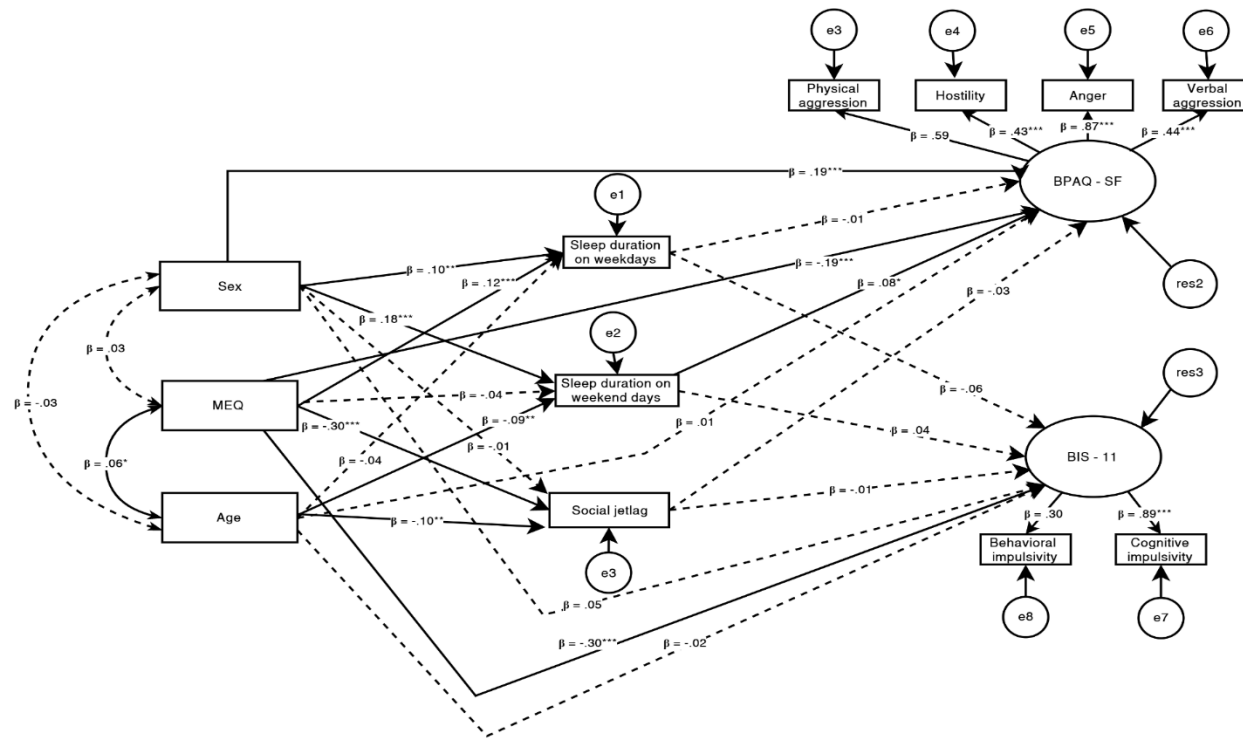 e3
e4
e5
e6
Physical
aggression
Hostility
Anger
Verbal
aggression
β = .59
β = .43***
β = .87***
β = .44***
BPAQ - SF
β = .19***
e1
Sleep duration
on weekdays
β = -.01
β = .10**
β = .12***
β = -.19***
β = .08*
β = -.03
res2
Sex
β = .18***
β = .03
e2
Sleep duration on
weekend days
β = -.06
res3
MEQ
β = -.04
β = -.03
β = -.09**
β = .01
β = .04
β = -.30***
β = -.01
BIS - 11
β = .06*
β = -.04
Age
Social jetlag
β = -.01
β = -.10**
β = .30
β = .89***
Behavioral
impulsivity
Cognitive
impulsivity
e3
β = .05
e8
e7
β = -.30***
β = -.02